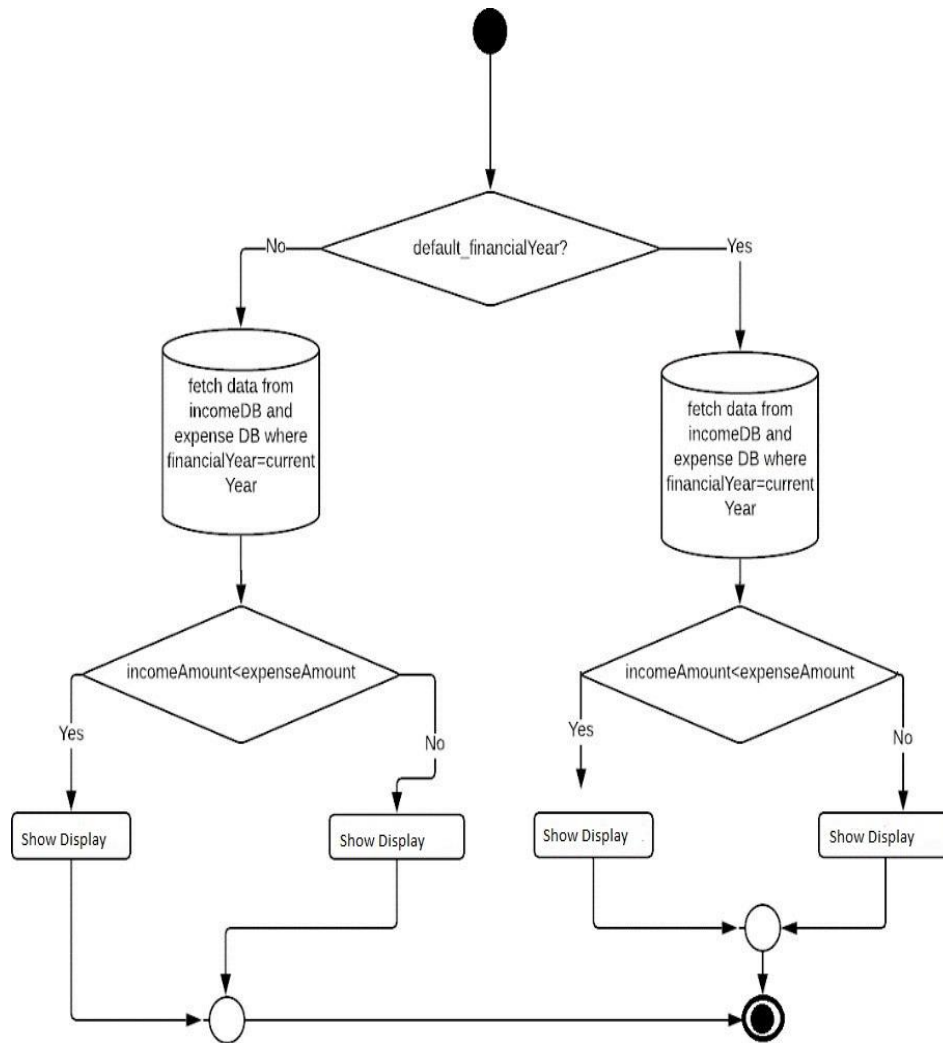 default_financialYear?
No
Yes
fetch data from
incomeDB and
expense DB where
financialYear=current
Year
fetch data from
incomeDB and
expense DB where
financialYear=current
Year
incomeAmount<expenseAmount
incomeAmount<expenseAmount
Yes
No
Yes
No
Show Display
Show Display
Show Display
Show Display